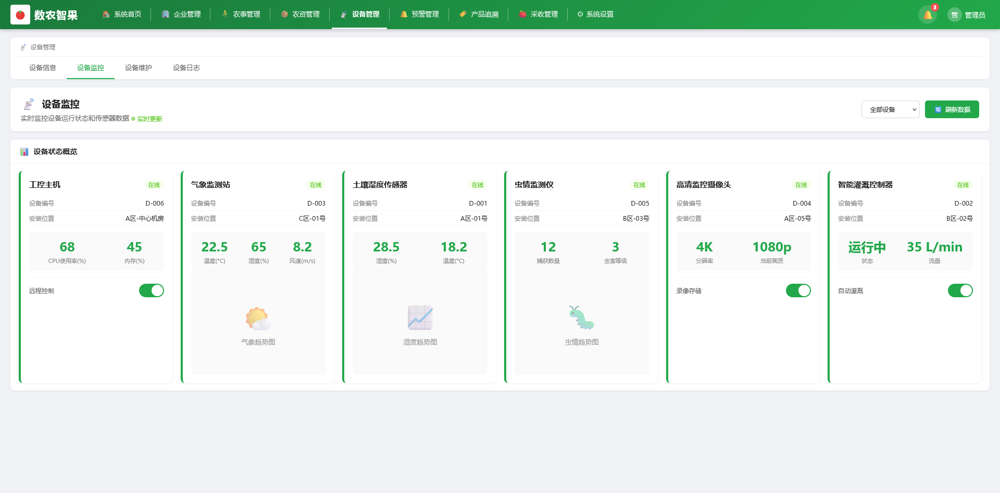 数农智果
系统首页
企业管理
农事管理
农资管理
设备管理
预警管理
产品追溯
采收管理
系统设置
3
管
管理员
设备管理
设备信息
设备监控
设备维护
设备日志
设备监控
实时监控设备运行状态和传感器数据 实时更新
全部设备
刷新数据
设备状态概览
工控主机 在线
设备编号 D-006
安装位置 A区-中心机房
68 45
CPU使用率(%) 内存(%)
远程控制
气象监测站 在线
设备编号 D-003
安装位置 C区-01号
22.5 65 8.2
温度(°C) 湿度(%) 风速(m/s)
气象趋势图
土壤湿度传感器 在线
设备编号 D-001
安装位置 A区-01号
28.5 18.2
湿度(%) 温度(°C)
湿度趋势图
虫情监测仪 在线
设备编号 D-005
安装位置 B区-03号
12 3
捕获数量 虫害等级
虫情趋势图
高清监控摄像头 在线
设备编号 D-004
安装位置 A区-05号
4K 1080p
分辨率 当前画质
录像存储
智能灌溉控制器 在线
设备编号 D-002
安装位置 B区-02号
运行中 35 L/min
状态 流量
自动灌溉